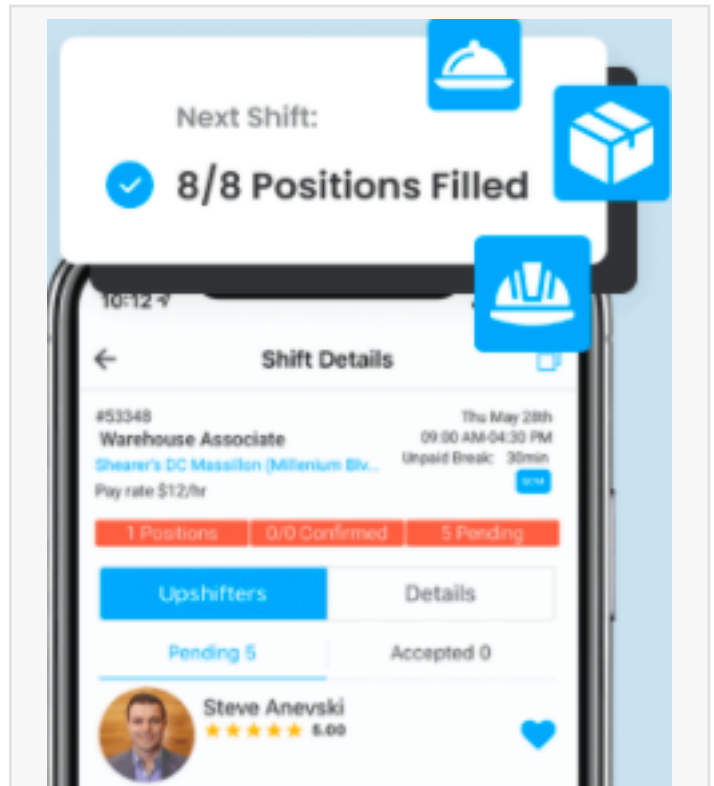 Next Shift:
8/8 Positions Filled
10:12
Shift Details
#53348
Thu May 28th
Warehouse Associate
09:00 AM-04:30 PM
Shearer's DC Massillon (Millenium Blv...
Unpaid Break: 30min
Pay rate $12/hr
1 Positions
0/0 Confirmed
5 Pending
Upshifters
Details
Pending 5
Accepted 0
Steve Anevski
5.00